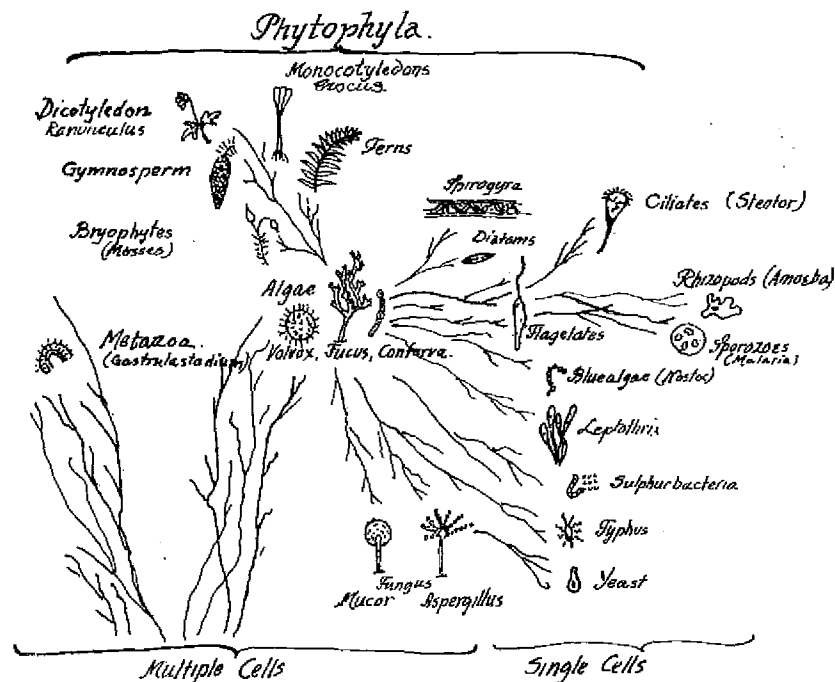 Phytophyla.
Monocotyledons
Crocus.
Dicotyledon
Ranunculus
Ferns
Gymnosperm
Spirogyra
Ciliates (Stentor)
Bryophytes
(Mosses)
Diatoms
Algae
Rhizopods (Amoeba)
Metazoa.
(Gastrulastadium)
Volvox, Fucus, Conferva.
Flagelates
Sporozoes
(Malaria)
Bluealgae (Nostoc)
Leptothrix
Sulphurbacteria
Typhus
Fungus
Mucor Aspergillus
Yeast
Multiple Cells
Single Cells